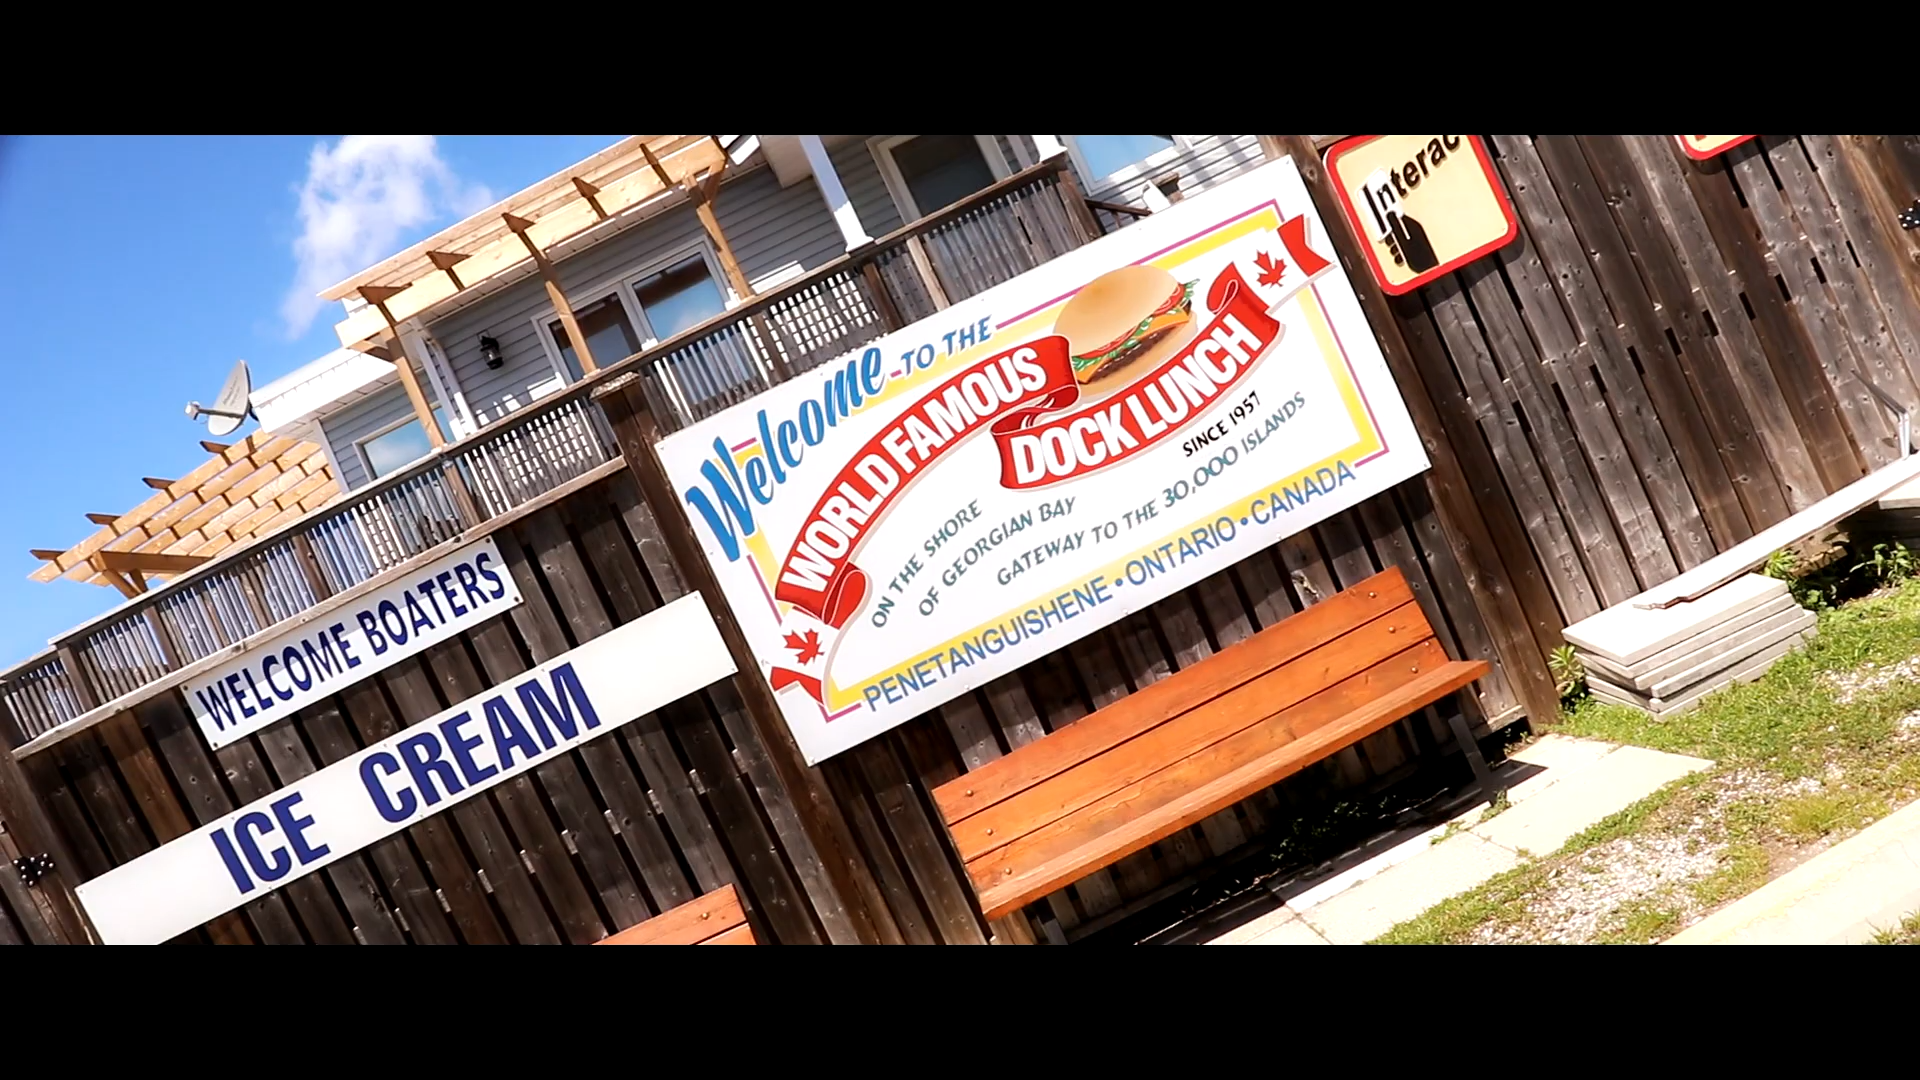 Welcome TO THE
WORLD FAMOUS
DOCK LUNCH
SINCE 1957
ON THE SHORE
OF GEORGIAN BAY
GATEWAY TO THE 30,000 ISLANDS
PENETANGUISHENE • ONTARIO • CANADA
WELCOME BOATERS
ICE CREAM
Interac